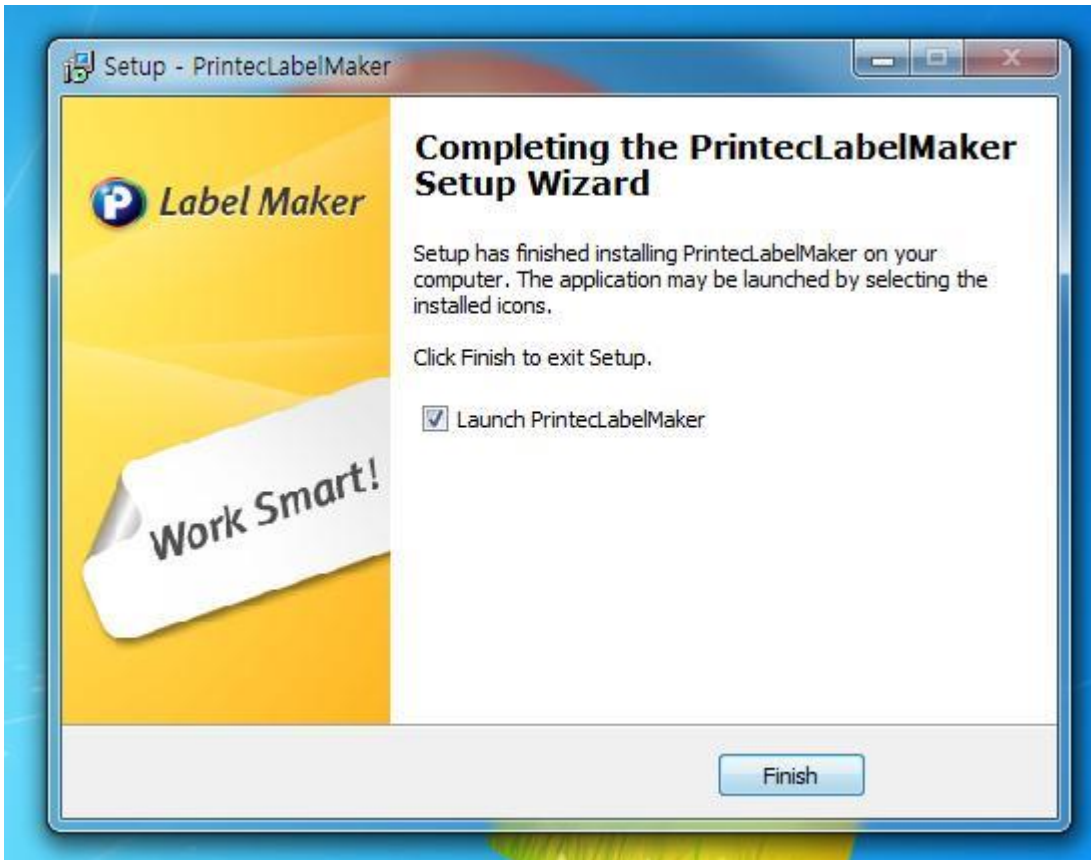 Setup - PrintecLabelMaker
Label Maker
Work Smart!
Completing the PrintecLabelMaker
Setup Wizard
Setup has finished installing PrintecLabelMaker on your
computer. The application may be launched by selecting the
installed icons.
Click Finish to exit Setup.
Launch PrintecLabelMaker
Finish